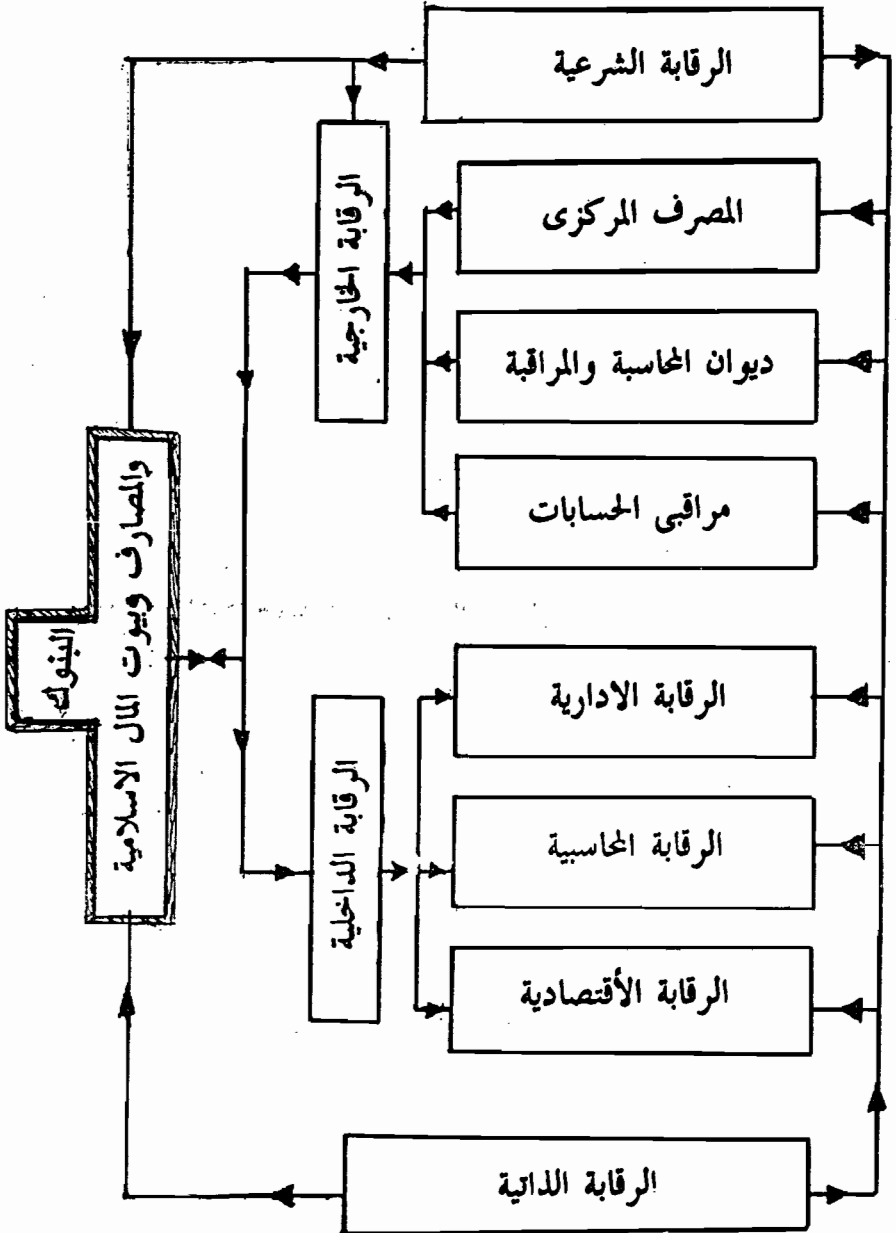 الرقابة الشرعية
المصرف المركزى
ديوان المحاسبة والمراقبة
مراقبى الحسابات
الرقابة الخارجية
البنوك
والمصارف وبيوت المال الاسلامية
الرقابة الداخلية
الرقابة الادارية
الرقابة المحاسبية
الرقابة الأقتصادية
الرقابة الذاتية